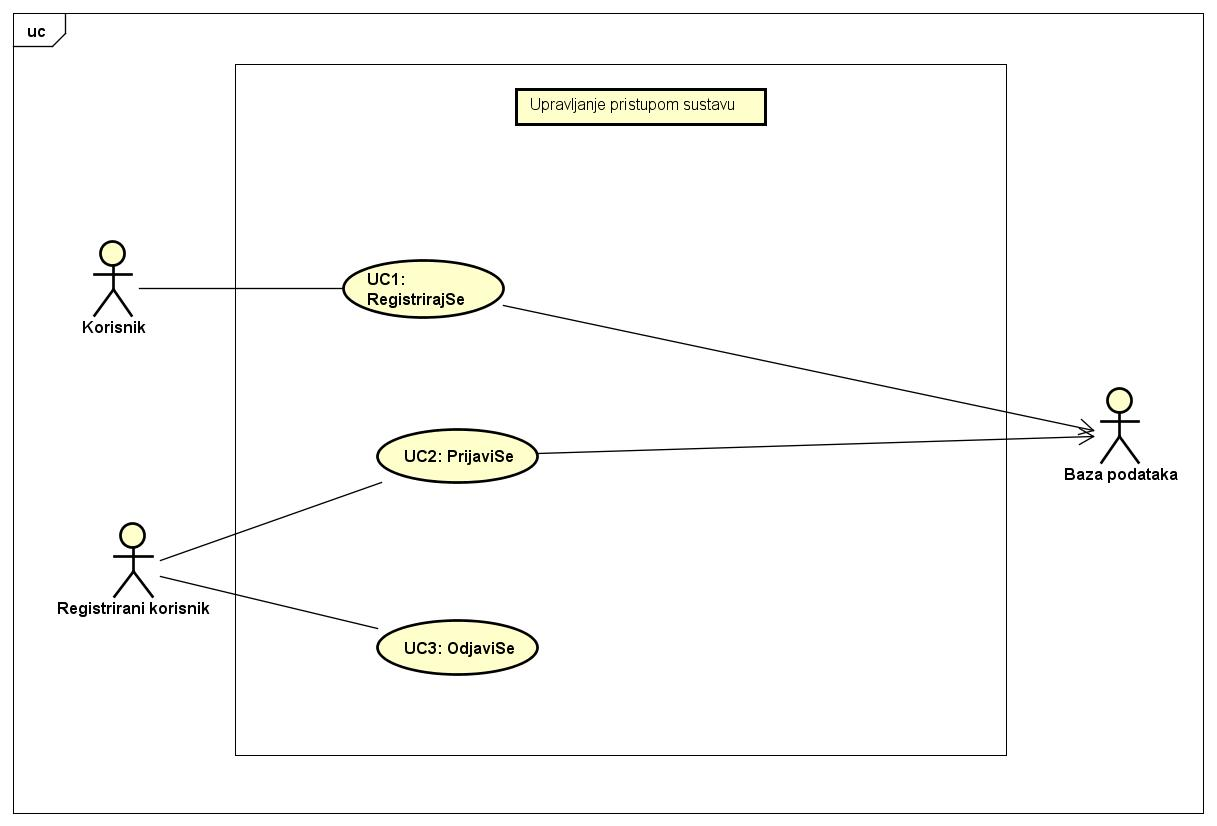 uc
Upravljanje pristupom sustavu
UC1:
RegistrirajSe
Korisnik
UC2: PrijaviSe
Baza podataka
Registrirani korisnik
UC3: OdjaviSe